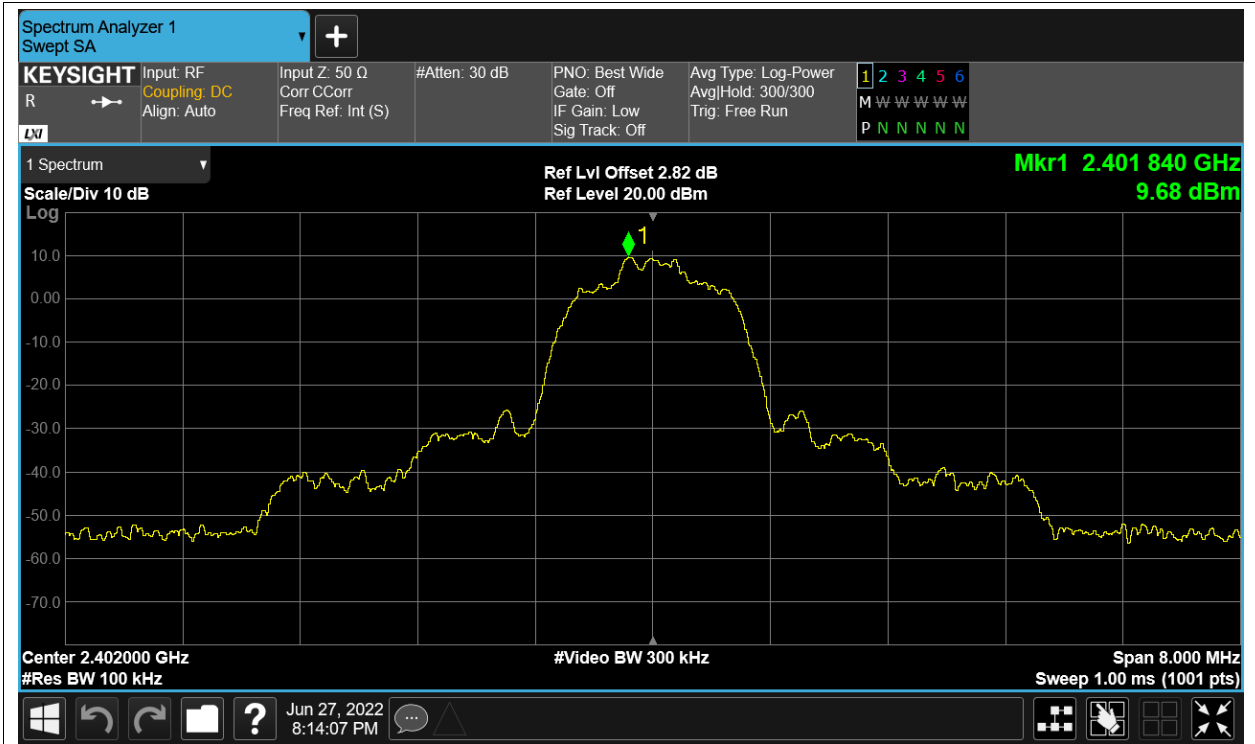 Spectrum Analyzer 1
Swept SA
KEYSIGHT
R
LXI
Input: RF
Coupling: DC
Align: Auto
Input Z: 50 Ω
Corr CCorr
Freq Ref: Int (S)
#Atten: 30 dB
PNO: Best Wide
Gate: Off
IF Gain: Low
Sig Track: Off
Avg Type: Log-Power
Avg|Hold: 300/300
Trig: Free Run
1 2 3 4 5 6
M W W W W W
P N N N N N
1 Spectrum
Scale/Div 10 dB
Log
Ref Lvl Offset 2.82 dB
Ref Level 20.00 dBm
Mkr1 2.401 840 GHz
9.68 dBm
1
10.0
0.00
-10.0
-20.0
-30.0
-40.0
-50.0
-60.0
-70.0
Center 2.402000 GHz
#Res BW 100 kHz
#Video BW 300 kHz
Span 8.000 MHz
Sweep 1.00 ms (1001 pts)
?
Jun 27, 2022
8:14:07 PM